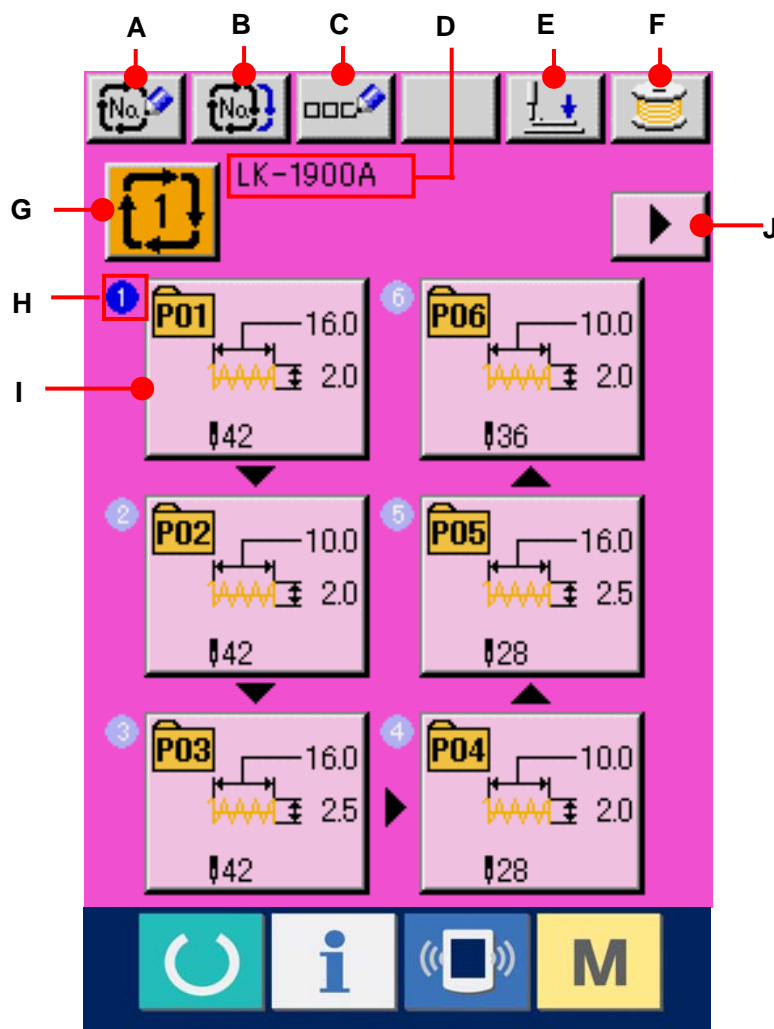 A B C D E F
No. No.
LK-1900A
G 1 J
H 1 P01 16.0 6 P06 10.0
2.0 2.0
I
42 36
2 P02 10.0 5 P05 16.0
2.0 2.5
42 28
3 P03 16.0 4 P04 10.0
2.5 2.0
42 28
i M